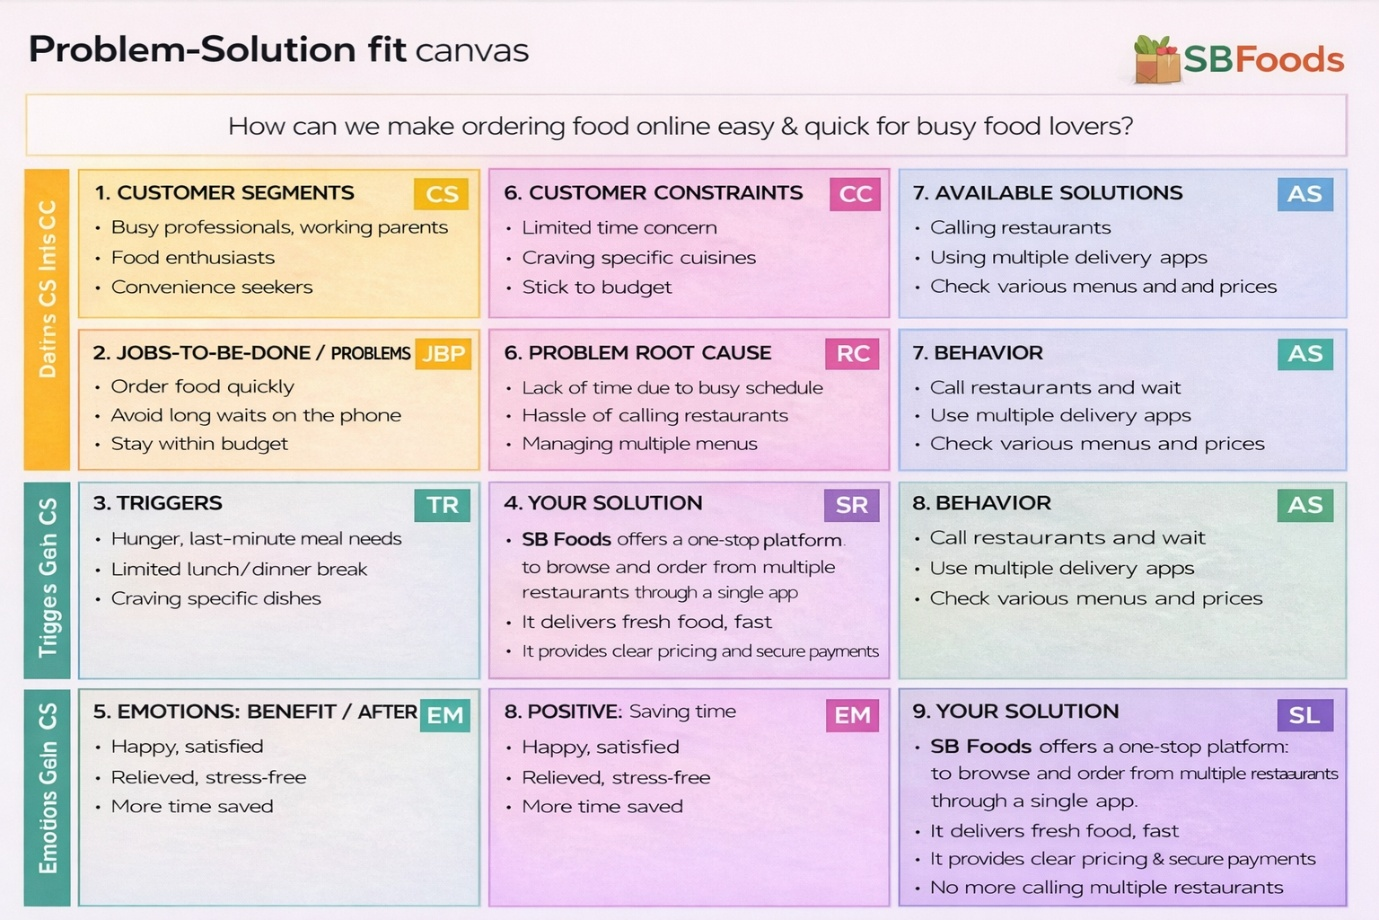 Problem-Solution fit canvas
SBFoods
How can we make ordering food online easy & quick for busy food lovers?
Datirns CS Intis CC
1. CUSTOMER SEGMENTS
CS
• Busy professionals, working parents
• Food enthusiasts
• Convenience seekers
6. CUSTOMER CONSTRAINTS
CC
• Limited time concern
• Craving specific cuisines
• Stick to budget
7. AVAILABLE SOLUTIONS
AS
• Calling restaurants
• Using multiple delivery apps
• Check various menus and and prices
2. JOBS-TO-BE-DONE / PROBLEMS
JBP
• Order food quickly
• Avoid long waits on the phone
• Stay within budget
6. PROBLEM ROOT CAUSE
RC
• Lack of time due to busy schedule
• Hassle of calling restaurants
• Managing multiple menus
7. BEHAVIOR
AS
• Call restaurants and wait
• Use multiple delivery apps
• Check various menus and prices
Trigges Geh CS
3. TRIGGERS
TR
• Hunger, last-minute meal needs
• Limited lunch/dinner break
• Craving specific dishes
4. YOUR SOLUTION
SR
• SB Foods offers a one-stop platform.
to browse and order from multiple
restaurants through a single app
• It delivers fresh food, fast
• It provides clear pricing and secure payments
8. BEHAVIOR
AS
• Call restaurants and wait
• Use multiple delivery apps
• Check various menus and prices
Emotions Geln CS
5. EMOTIONS: BENEFIT / AFTER
EM
• Happy, satisfied
• Relieved, stress-free
• More time saved
8. POSITIVE: Saving time
EM
• Happy, satisfied
• Relieved, stress-free
• More time saved
9. YOUR SOLUTION
SL
• SB Foods offers a one-stop platform:
to browse and order from multiple restaurants
through a single app.
• It delivers fresh food, fast
• It provides clear pricing & secure payments
• No more calling multiple restaurants